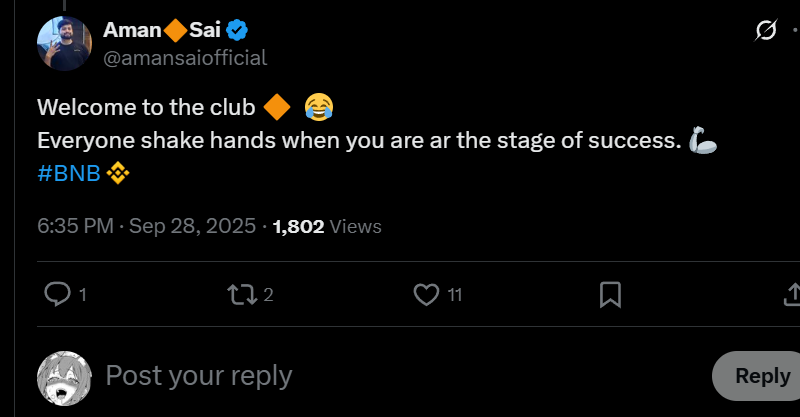 Aman🔶Sai
@amansaiofficial
Welcome to the club 🔶 😂
Everyone shake hands when you are ar the stage of success. 🦾
#BNB
6:35 PM · Sep 28, 2025 · 1,802 Views
1 2 11
Post your reply
Reply